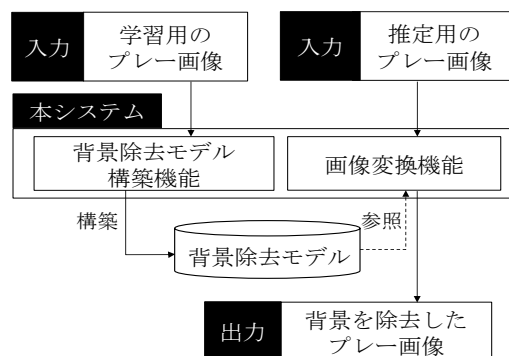 入力
学習用の
プレー画像
入力
推定用の
プレー画像
本システム
背景除去モデル
構築機能
画像変換機能
構築
参照
背景除去モデル
出力
背景を除去した
プレー画像